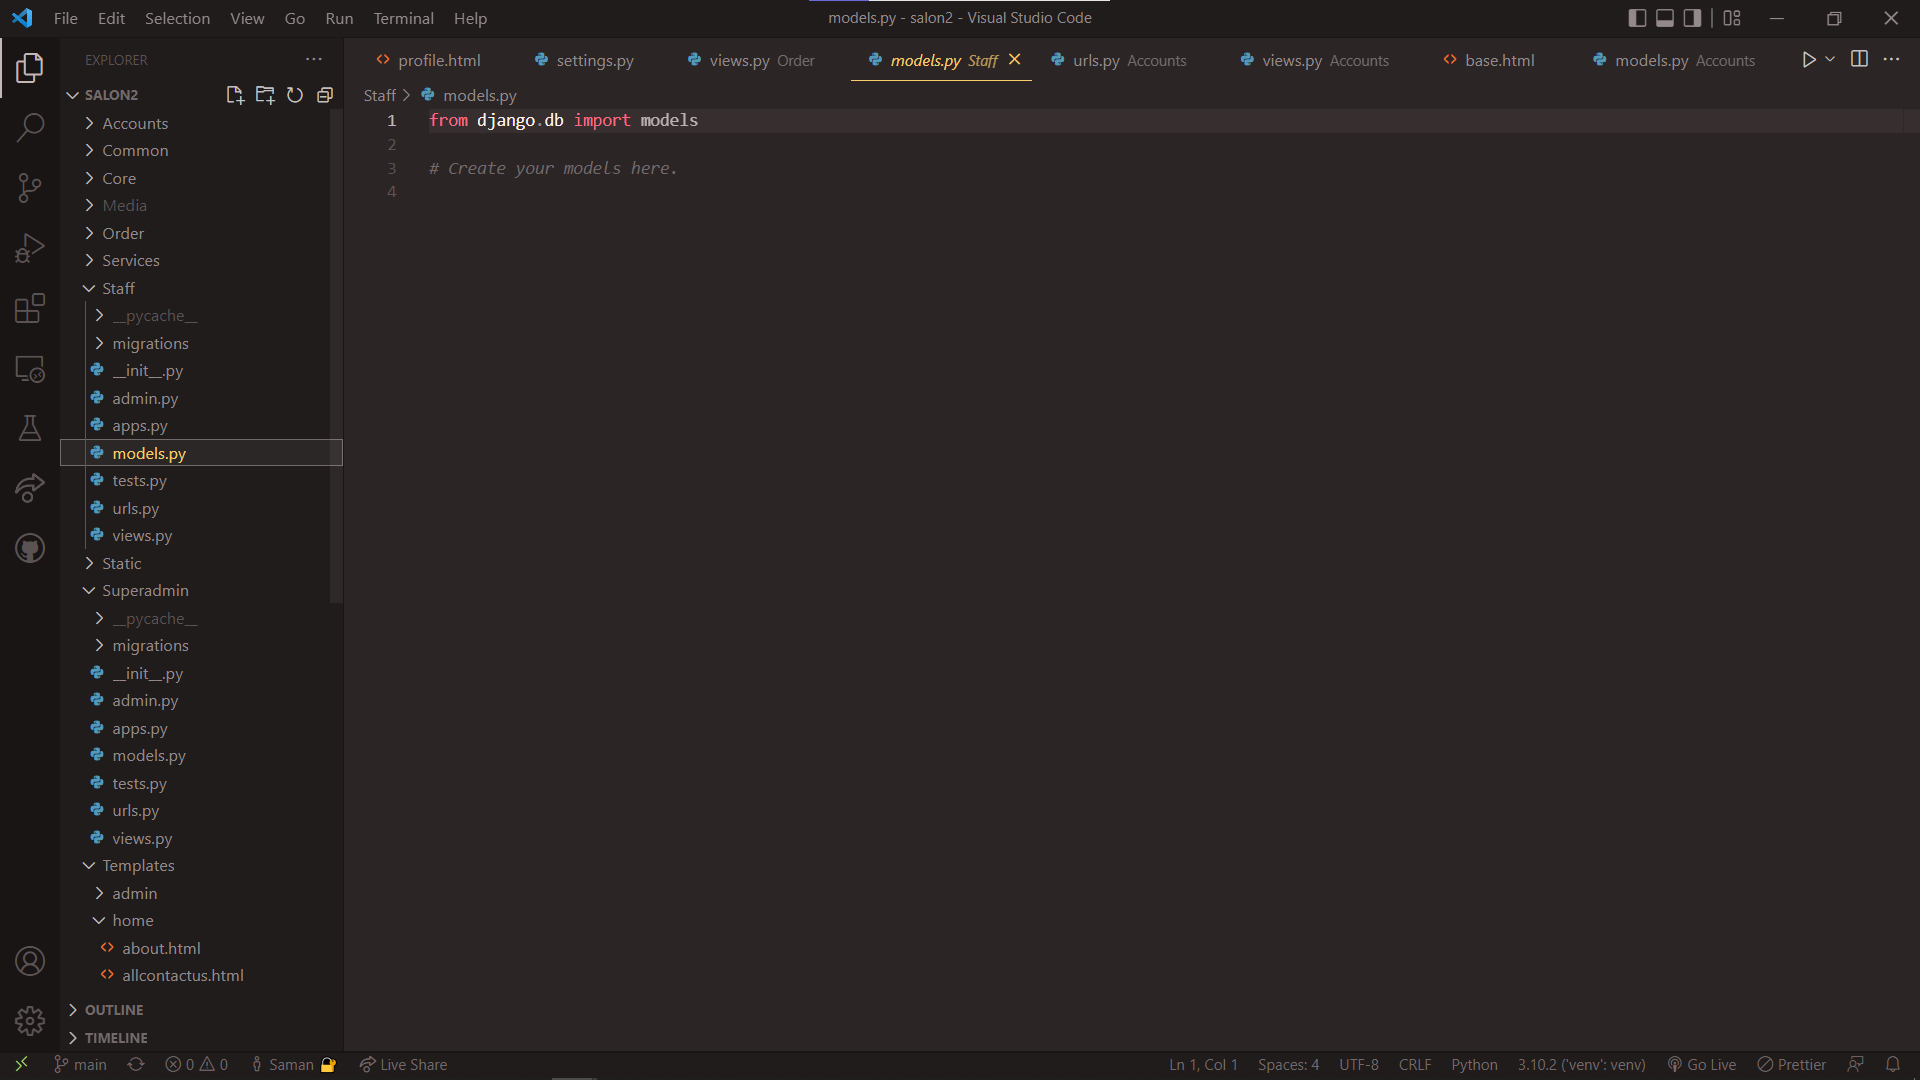 File Edit Selection View Go Run Terminal Help
models.py - salon2 - Visual Studio Code
EXPLORER
profile.html
settings.py
views.py Order
models.py Staff
urls.py Accounts
views.py Accounts
base.html
models.py Accounts
SALON2
Accounts
Common
Core
Media
Order
Services
Staff
__pycache__
migrations
__init__.py
admin.py
apps.py
models.py
tests.py
urls.py
views.py
Static
Superadmin
__pycache__
migrations
__init__.py
admin.py
apps.py
models.py
tests.py
urls.py
views.py
Templates
admin
home
about.html
allcontactus.html
OUTLINE
TIMELINE
Staff > models.py
1 from django.db import models
2
3 # Create your models here.
4
main 0 0 Saman Live Share Ln 1, Col 1 Spaces: 4 UTF-8 CRLF Python 3.10.2 ('venv': venv) Go Live Prettier